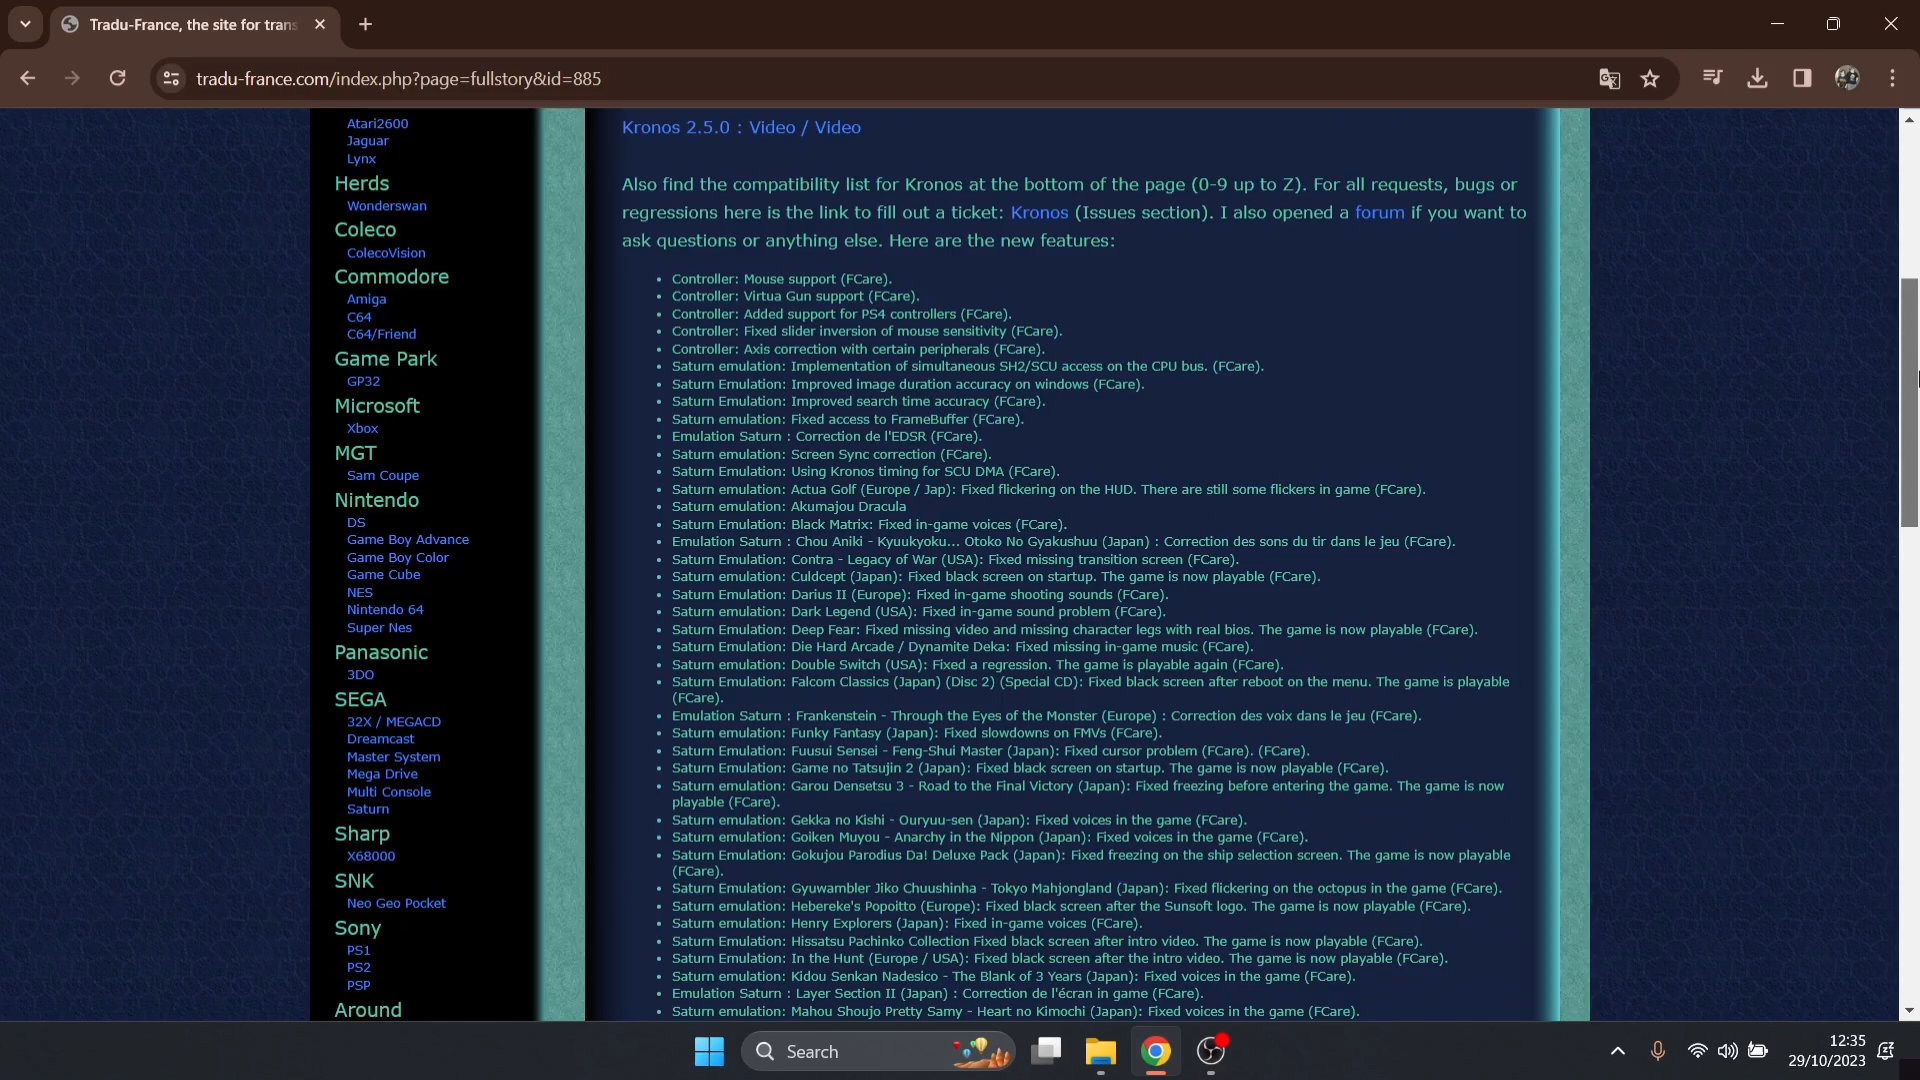 Tradu-France, the site for trans
tradu-france.com/index.php?page=fullstory&id=885
Atari2600
Jaguar
Lynx
Herds
Wonderswan
Coleco
ColecoVision
Commodore
Amiga
C64
C64/Friend
Game Park
GP32
Microsoft
Xbox
MGT
Sam Coupe
Nintendo
DS
Game Boy Advance
Game Boy Color
Game Cube
NES
Nintendo 64
Super Nes
Panasonic
3DO
SEGA
32X / MEGACD
Dreamcast
Master System
Mega Drive
Multi Console
Saturn
Sharp
X68000
SNK
Neo Geo Pocket
Sony
PS1
PS2
PSP
Around
Kronos 2.5.0 : Video / Video
Also find the compatibility list for Kronos at the bottom of the page (0-9 up to Z). For all requests, bugs or
regressions here is the link to fill out a ticket: Kronos (Issues section). I also opened a forum if you want to
ask questions or anything else. Here are the new features:
• Controller: Mouse support (FCare).
• Controller: Virtua Gun support (FCare).
• Controller: Added support for PS4 controllers (FCare).
• Controller: Fixed slider inversion of mouse sensitivity (FCare).
• Controller: Axis correction with certain peripherals (FCare).
• Saturn emulation: Implementation of simultaneous SH2/SCU access on the CPU bus. (FCare).
• Saturn Emulation: Improved image duration accuracy on windows (FCare).
• Saturn Emulation: Improved search time accuracy (FCare).
• Saturn emulation: Fixed access to FrameBuffer (FCare).
• Emulation Saturn : Correction de l'EDSR (FCare).
• Saturn emulation: Screen Sync correction (FCare).
• Saturn Emulation: Using Kronos timing for SCU DMA (FCare).
• Saturn emulation: Actua Golf (Europe / Jap): Fixed flickering on the HUD. There are still some flickers in game (FCare).
• Saturn emulation: Akumajou Dracula
• Saturn Emulation: Black Matrix: Fixed in-game voices (FCare).
• Emulation Saturn : Chou Aniki - Kyuukyoku... Otoko No Gyakushuu (Japan) : Correction des sons du tir dans le jeu (FCare).
• Saturn Emulation: Contra - Legacy of War (USA): Fixed missing transition screen (FCare).
• Saturn emulation: Culdcept (Japan): Fixed black screen on startup. The game is now playable (FCare).
• Saturn Emulation: Darius II (Europe): Fixed in-game shooting sounds (FCare).
• Saturn emulation: Dark Legend (USA): Fixed in-game sound problem (FCare).
• Saturn Emulation: Deep Fear: Fixed missing video and missing character legs with real bios. The game is now playable (FCare).
• Saturn Emulation: Die Hard Arcade / Dynamite Deka: Fixed missing in-game music (FCare).
• Saturn emulation: Double Switch (USA): Fixed a regression. The game is playable again (FCare).
• Saturn Emulation: Falcom Classics (Japan) (Disc 2) (Special CD): Fixed black screen after reboot on the menu. The game is playable
(FCare).
• Emulation Saturn : Frankenstein - Through the Eyes of the Monster (Europe) : Correction des voix dans le jeu (FCare).
• Saturn emulation: Funky Fantasy (Japan): Fixed slowdowns on FMVs (FCare).
• Saturn Emulation: Fuusui Sensei - Feng-Shui Master (Japan): Fixed cursor problem (FCare). (FCare).
• Saturn Emulation: Game no Tatsujin 2 (Japan): Fixed black screen on startup. The game is now playable (FCare).
• Saturn emulation: Garou Densetsu 3 - Road to the Final Victory (Japan): Fixed freezing before entering the game. The game is now
playable (FCare).
• Saturn emulation: Gekka no Kishi - Ouryuu-sen (Japan): Fixed voices in the game (FCare).
• Saturn emulation: Goiken Muyou - Anarchy in the Nippon (Japan): Fixed voices in the game (FCare).
• Saturn Emulation: Gokujou Parodius Da! Deluxe Pack (Japan): Fixed freezing on the ship selection screen. The game is now playable
(FCare).
• Saturn Emulation: Gyuwambler Jiko Chuushinha - Tokyo Mahjongland (Japan): Fixed flickering on the octopus in the game (FCare).
• Saturn emulation: Hebereke's Popoitto (Europe): Fixed black screen after the Sunsoft logo. The game is now playable (FCare).
• Saturn emulation: Henry Explorers (Japan): Fixed in-game voices (FCare).
• Saturn Emulation: Hissatsu Pachinko Collection Fixed black screen after intro video. The game is now playable (FCare).
• Saturn Emulation: In the Hunt (Europe / USA): Fixed black screen after the intro video. The game is now playable (FCare).
• Saturn emulation: Kidou Senkan Nadesico - The Blank of 3 Years (Japan): Fixed voices in the game (FCare).
• Emulation Saturn : Layer Section II (Japan) : Correction de l'écran in game (FCare).
• Saturn emulation: Mahou Shoujo Pretty Samy - Heart no Kimochi (Japan): Fixed voices in the game (FCare).
Search
12:35
29/10/2023